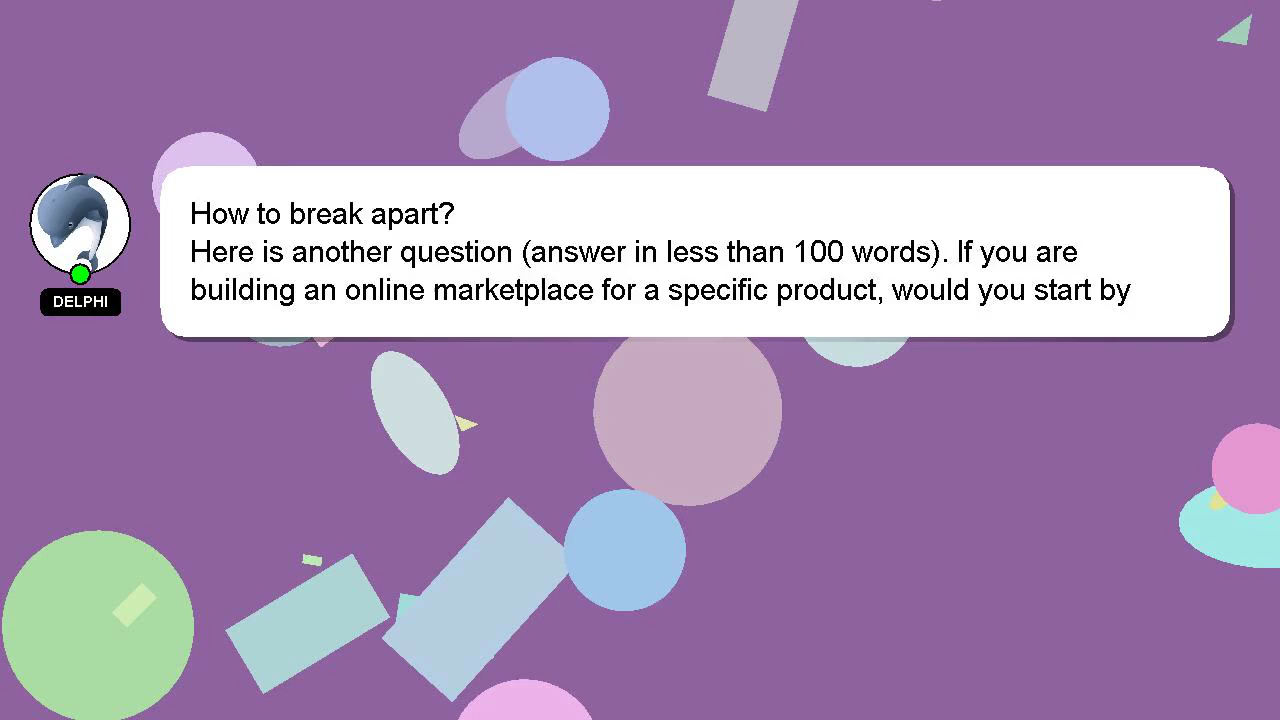 How to break apart?
Here is another question (answer in less than 100 words). If you are
building an online marketplace for a specific product, would you start by
DELPHI